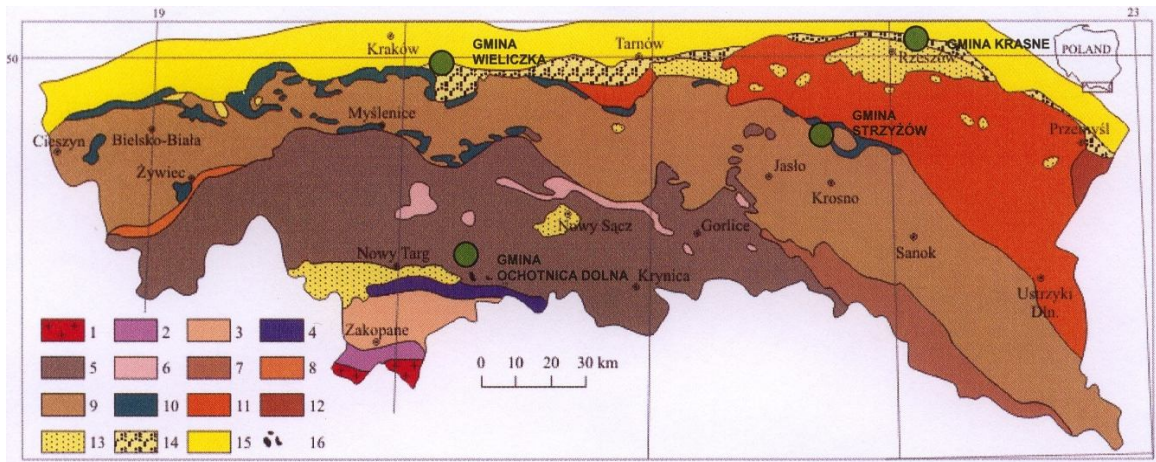 19
23
50
Kraków
GMINA
WIELICZKA
Tarnów
GMINA KRASNE
Rzeszów
POLAND
Myślenice
GMINA
STRZYŻÓW
Przemyśl
Cieszyn
Bielsko-Biała
Żywiec
Jasło
Krosno
Nowy Sącz
Gorlice
Sanok
Nowy Targ
GMINA
OCHOTNICA DOLNA
Krynica
Ustrzyki
Dln.
Zakopane
0 10 20 30 km
1 2 3 4
5 6 7 8
9 10 11 12
13 14 15 16